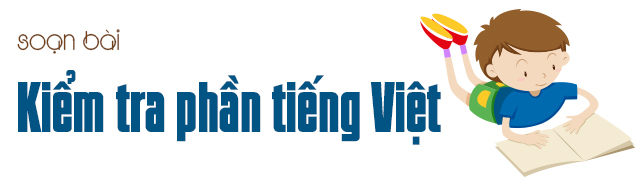 soạn bài
Kiểm tra phần tiếng Việt